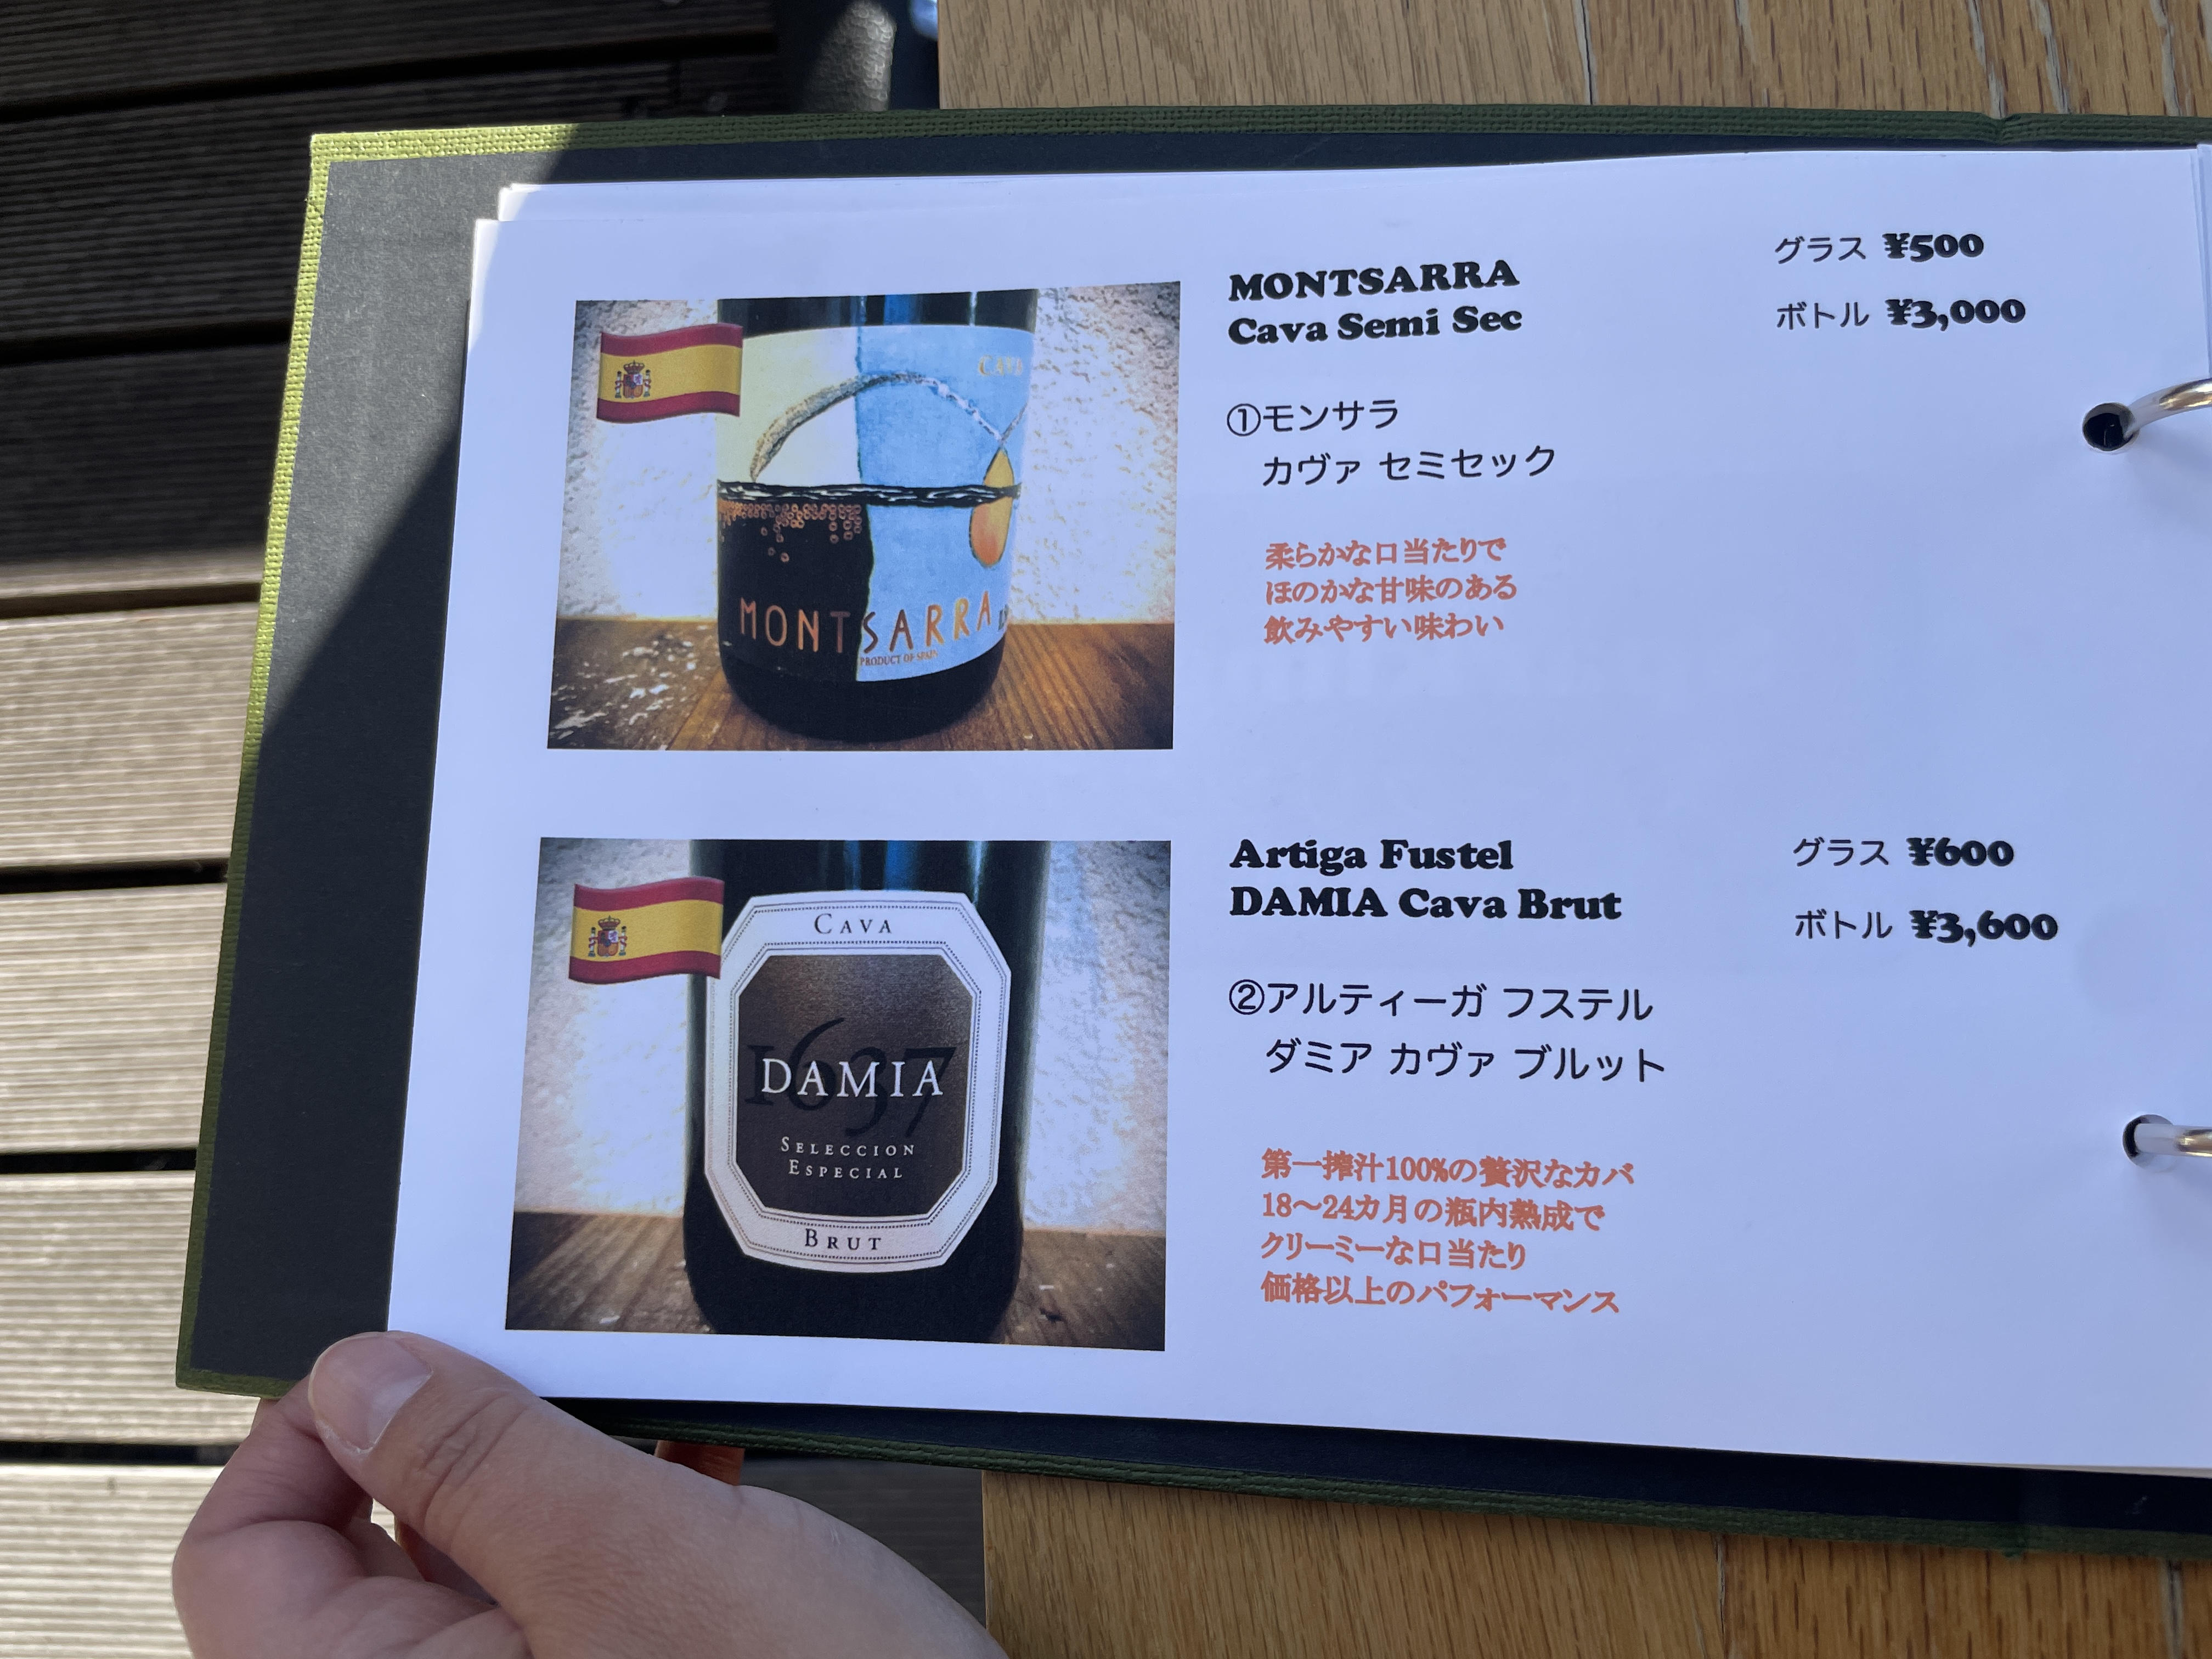 MONTSARRA
Cava Semi Sec
グラス ¥500
ボトル ¥3,000
①モンサラ
カヴァ セミセック
柔らかな口当たりで
ほのかな甘味のある
飲みやすい味わい
CAVA
MONTSARRA
PRODUCT OF SPAIN
Artiga Fustel
DAMIA Cava Brut
グラス ¥600
ボトル ¥3,600
②アルティーガ フステル
ダミア カヴァ ブルット
第一搾汁100%の贅沢なカバ
18〜24カ月の瓶内熟成で
クリーミーな口当たり
価格以上のパフォーマンス
CAVA
1637
DAMIA
SELECCION
ESPECIAL
BRUT